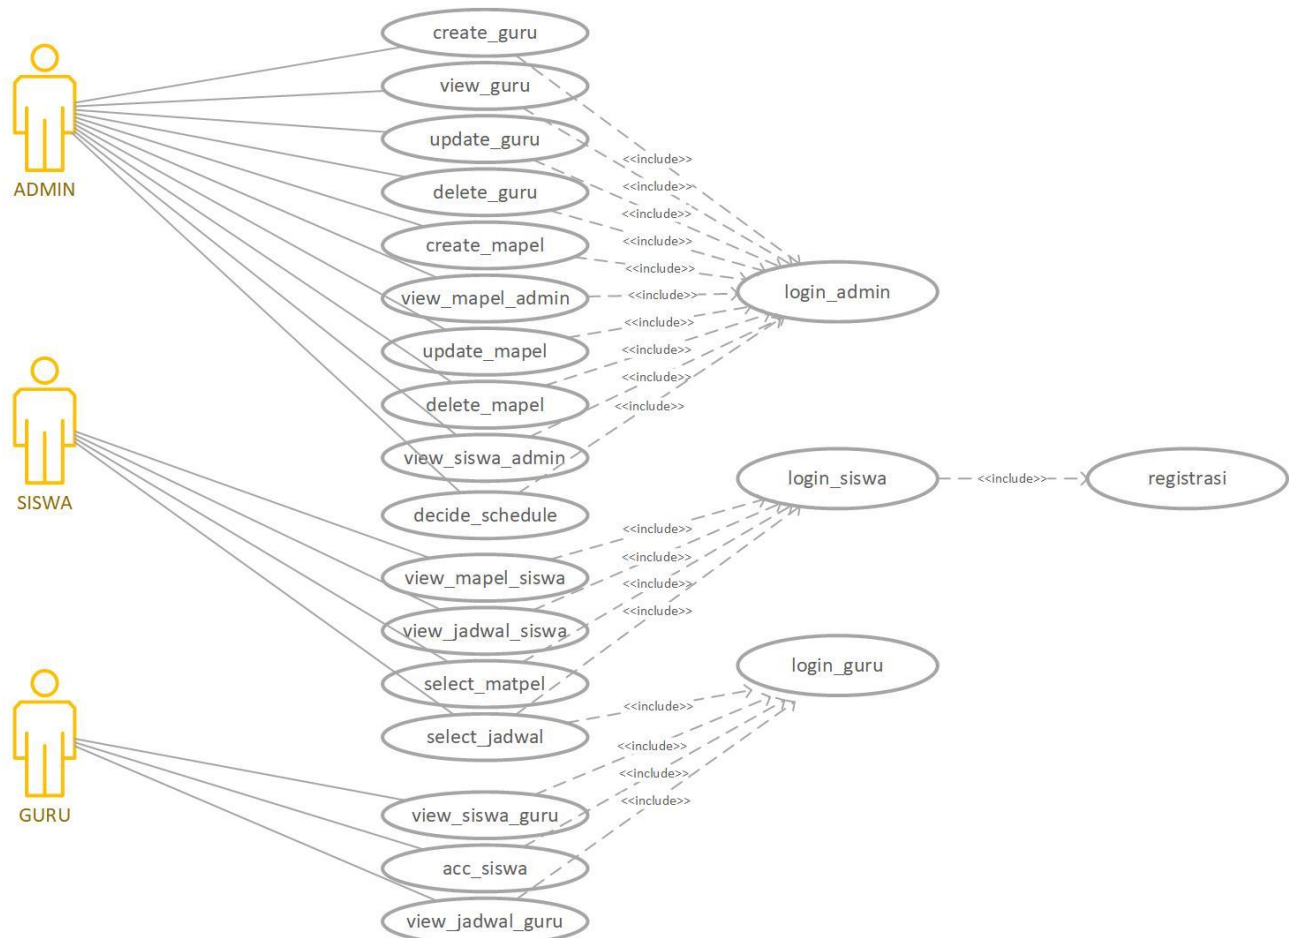 create_guru
view_guru
update_guru
<<include>>
ADMIN
delete_guru
<<include>>
<<include>>
create_mapel
<<include>>
<<include>>
view_mapel_admin
<<include>>
login_admin
<<include>>
update_mapel
<<include>>
<<include>>
delete_mapel
<<include>>
view_siswa_admin
SISWA
decide_schedule
login_siswa
<<include>>
registrasi
<<include>>
<<include>>
view_mapel_siswa
<<include>>
<<include>>
view_jadwal_siswa
login_guru
select_matpel
<<include>>
select_jadwal
<<include>>
<<include>>
<<include>>
GURU
view_siswa_guru
acc_siswa
view_jadwal_guru